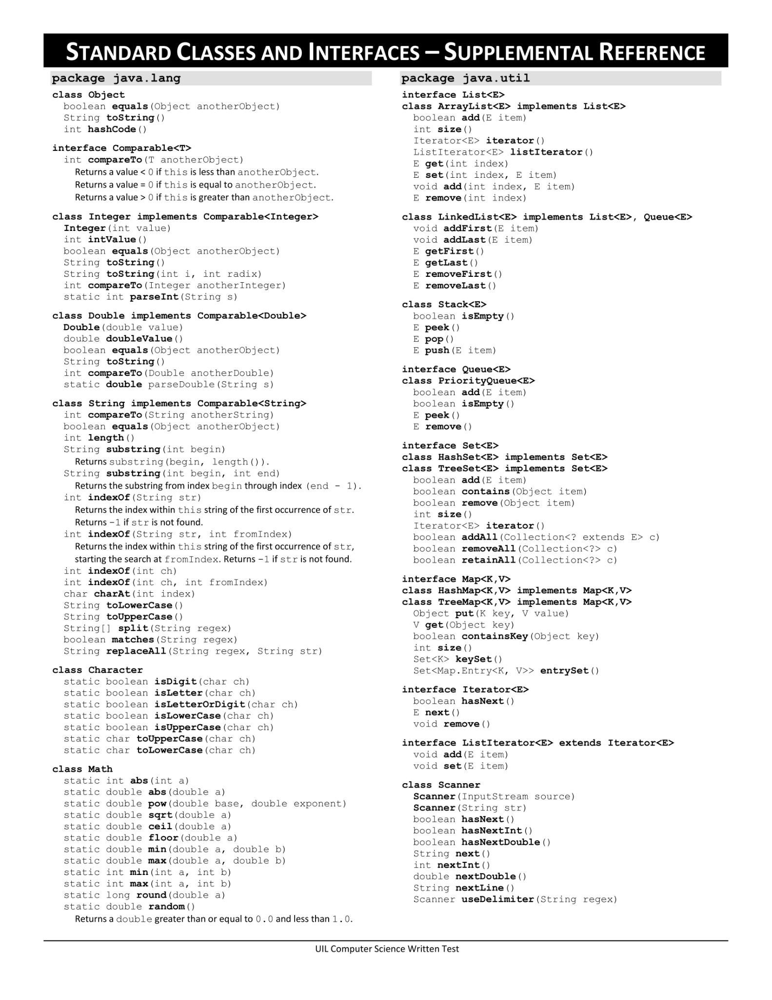 STANDARD CLASSES AND INTERFACES – SUPPLEMENTAL REFERENCE
package java.lang
class Object
boolean equals(Object anotherObject)
String toString()
int hashCode()
interface Comparable<T>
int compareTo(T anotherObject)
Returns a value < 0 if this is less than anotherObject.
Returns a value = 0 if this is equal to anotherObject.
Returns a value > 0 if this is greater than anotherObject.
class Integer implements Comparable<Integer>
Integer(int value)
int intValue()
boolean equals(Object anotherObject)
String toString()
String toString(int i, int radix)
int compareTo(Integer anotherInteger)
static int parseInt(String s)
class Double implements Comparable<Double>
Double(double value)
double doubleValue()
boolean equals(Object anotherObject)
String toString()
int compareTo(Double anotherDouble)
static double parseDouble(String s)
class String implements Comparable<String>
int compareTo(String anotherString)
boolean equals(Object anotherObject)
int length()
String substring(int begin)
Returns substring(begin, length()).
String substring(int begin, int end)
Returns the substring from index begin through index (end - 1).
int indexOf(String str)
Returns the index within this string of the first occurrence of str.
Returns -1 if str is not found.
int indexOf(String str, int fromIndex)
Returns the index within this string of the first occurrence of str,
starting the search at fromIndex. Returns -1 if str is not found.
int indexOf(int ch)
int indexOf(int ch, int fromIndex)
char charAt(int index)
String toLowerCase()
String toUpperCase()
String[] split(String regex)
boolean matches(String regex)
String replaceAll(String regex, String str)
class Character
static boolean isDigit(char ch)
static boolean isLetter(char ch)
static boolean isLetterOrDigit(char ch)
static boolean isLowerCase(char ch)
static boolean isUpperCase(char ch)
static char toUpperCase(char ch)
static char toLowerCase(char ch)
class Math
static int abs(int a)
static double abs(double a)
static double pow(double base, double exponent)
static double sqrt(double a)
static double ceil(double a)
static double floor(double a)
static double min(double a, double b)
static double max(double a, double b)
static int min(int a, int b)
static int max(int a, int b)
static long round(double a)
static double random()
Returns a double greater than or equal to 0.0 and less than 1.0.
package java.util
interface List<E>
class ArrayList<E> implements List<E>
boolean add(E item)
int size()
Iterator<E> iterator()
ListIterator<E> listIterator()
E get(int index)
E set(int index, E item)
void add(int index, E item)
E remove(int index)
class LinkedList<E> implements List<E>, Queue<E>
void addFirst(E item)
void addLast(E item)
E getFirst()
E getLast()
E removeFirst()
E removeLast()
class Stack<E>
boolean isEmpty()
E peek()
E pop()
E push(E item)
interface Queue<E>
class PriorityQueue<E>
boolean add(E item)
boolean isEmpty()
E peek()
E remove()
interface Set<E>
class HashSet<E> implements Set<E>
class TreeSet<E> implements Set<E>
boolean add(E item)
boolean contains(Object item)
boolean remove(Object item)
int size()
Iterator<E> iterator()
boolean addAll(Collection<? extends E> c)
boolean removeAll(Collection<?> c)
boolean retainAll(Collection<?> c)
interface Map<K,V>
class HashMap<K,V> implements Map<K,V>
class TreeMap<K,V> implements Map<K,V>
Object put(K key, V value)
V get(Object key)
boolean containsKey(Object key)
int size()
Set<K> keySet()
Set<Map.Entry<K, V>> entrySet()
interface Iterator<E>
boolean hasNext()
E next()
void remove()
interface ListIterator<E> extends Iterator<E>
void add(E item)
void set(E item)
class Scanner
Scanner(InputStream source)
Scanner(String str)
boolean hasNext()
boolean hasNextInt()
boolean hasNextDouble()
String next()
int nextInt()
double nextDouble()
String nextLine()
Scanner useDelimiter(String regex)
UIL Computer Science Written Test